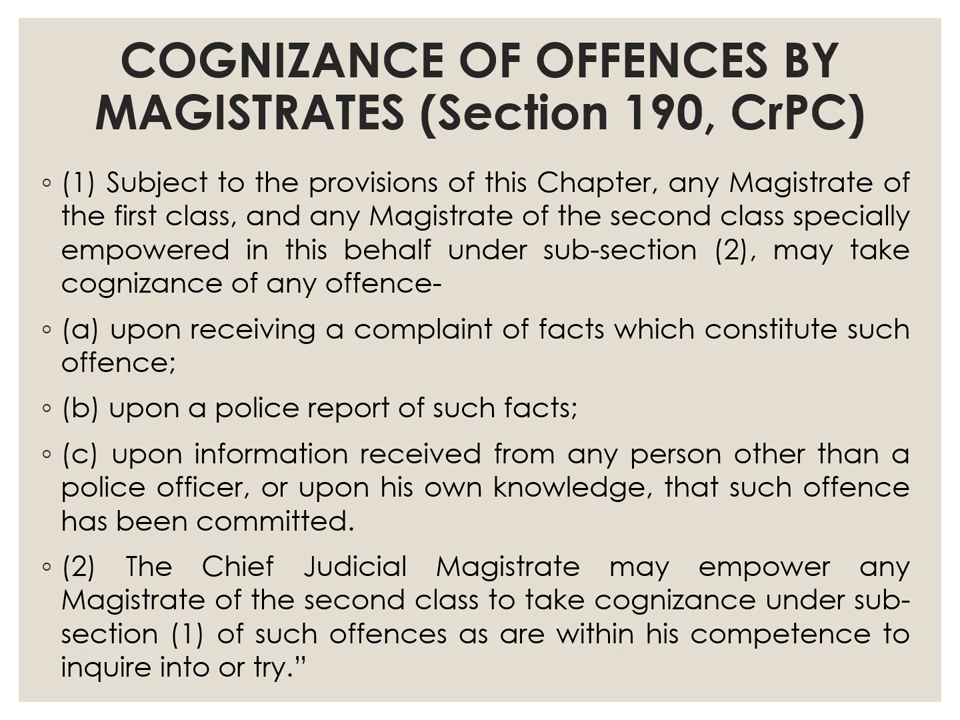 COGNIZANCE OF OFFENCES BY
MAGISTRATES (Section 190, CrPC)
◦ (1) Subject to the provisions of this Chapter, any Magistrate of
the first class, and any Magistrate of the second class specially
empowered in this behalf under sub-section (2), may take
cognizance of any offence-
◦ (a) upon receiving a complaint of facts which constitute such
offence;
◦ (b) upon a police report of such facts;
◦ (c) upon information received from any person other than a
police officer, or upon his own knowledge, that such offence
has been committed.
◦ (2) The Chief Judicial Magistrate may empower any
Magistrate of the second class to take cognizance under sub-
section (1) of such offences as are within his competence to
inquire into or try.”